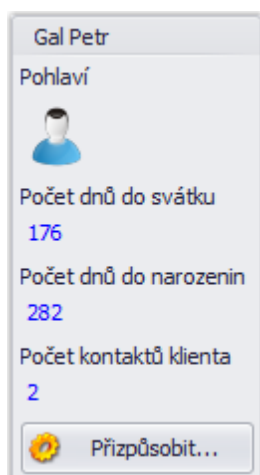 Gal Petr
Pohlaví
Počet dnů do svátku
176
Počet dnů do narozenin
282
Počet kontaktů klienta
2
Přizpůsobit...